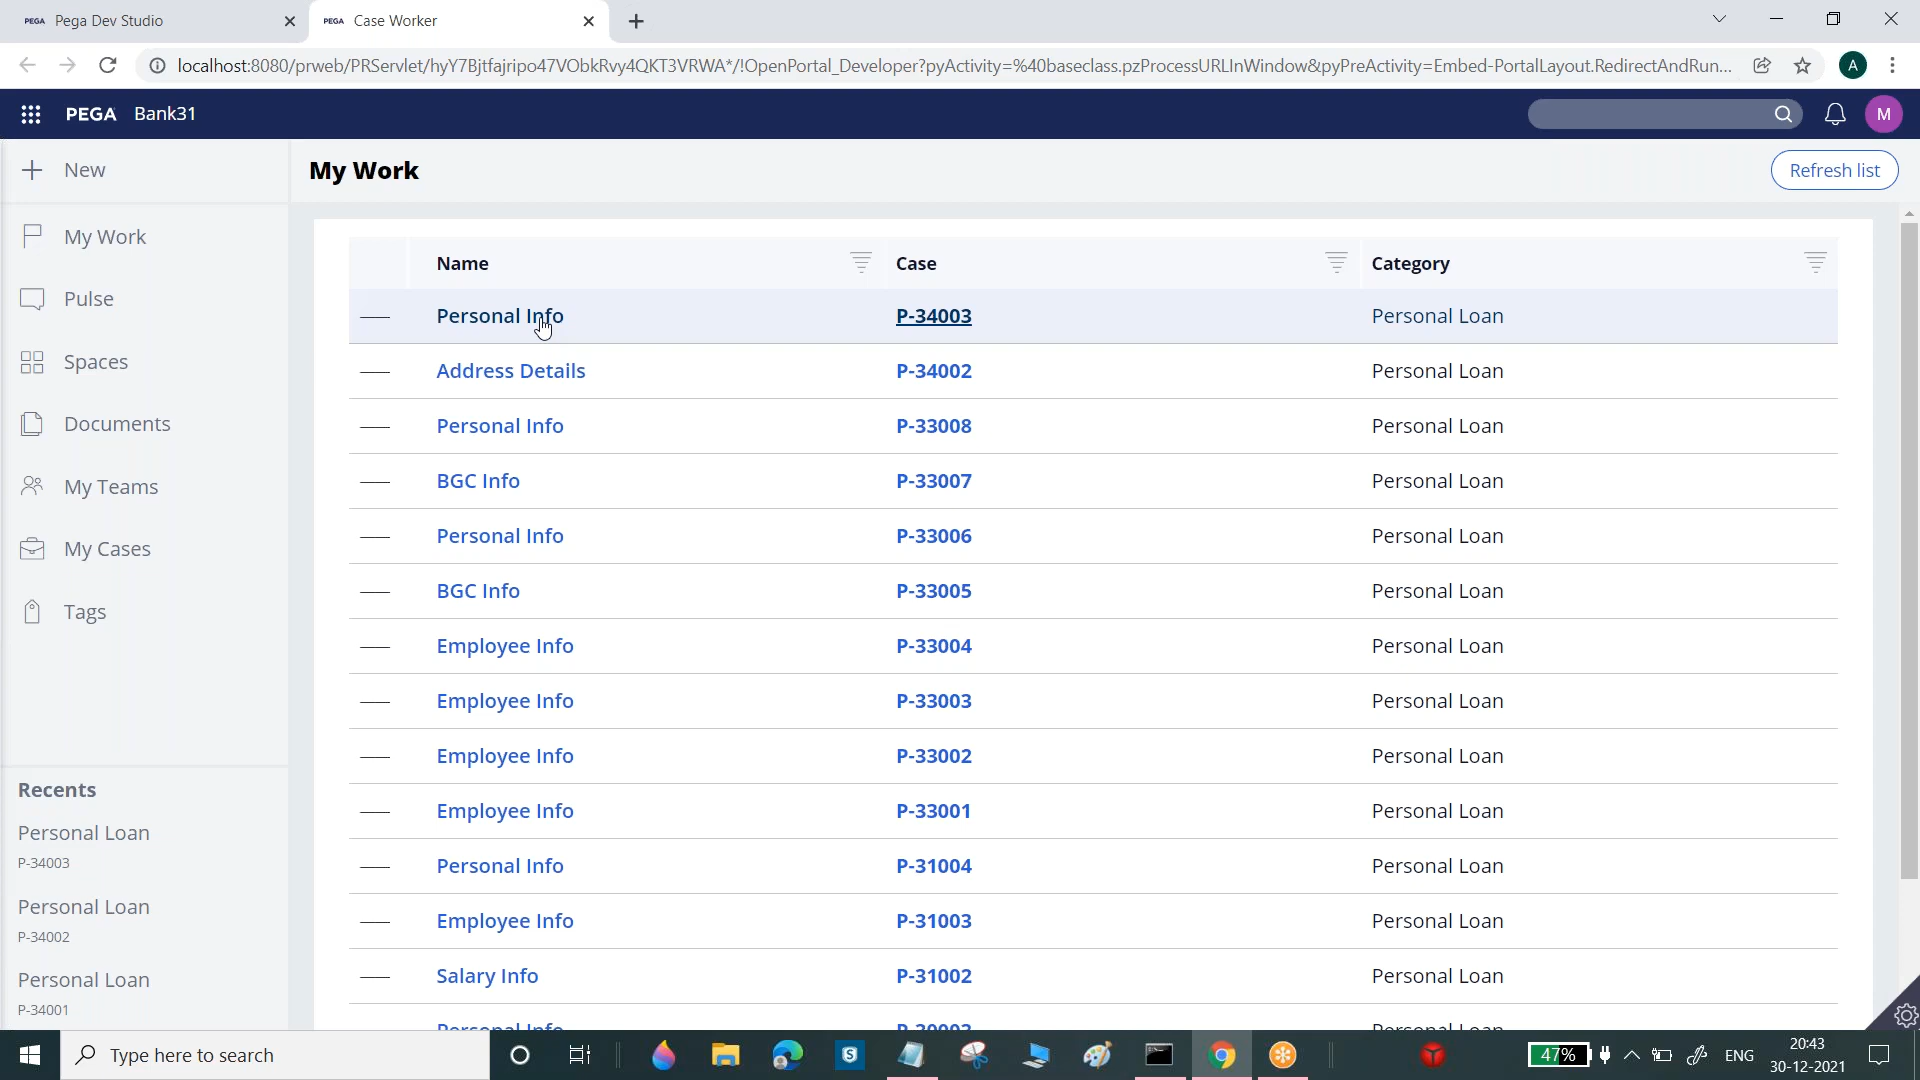 PEGA Pega Dev Studio
PEGA Case Worker
localhost:8080/prweb/PRServlet/hyY7Bjtfajripo47VObkRvy4QKT3VRWA*/!OpenPortal_Developer?pyActivity=%40baseclass.pzProcessURLInWindow&pyPreActivity=Embed-PortalLayout.RedirectAndRun...
A
PEGA Bank31
M
New
My Work
Refresh list
My Work
Pulse
Spaces
Documents
My Teams
My Cases
Tags
Recents
Personal Loan
P-34003
Personal Loan
P-34002
Personal Loan
P-34001
Name Case Category
Personal Info P-34003 Personal Loan
Address Details P-34002 Personal Loan
Personal Info P-33008 Personal Loan
BGC Info P-33007 Personal Loan
Personal Info P-33006 Personal Loan
BGC Info P-33005 Personal Loan
Employee Info P-33004 Personal Loan
Employee Info P-33003 Personal Loan
Employee Info P-33002 Personal Loan
Employee Info P-33001 Personal Loan
Personal Info P-31004 Personal Loan
Employee Info P-31003 Personal Loan
Salary Info P-31002 Personal Loan
Personal Info Personal Loan
Type here to search
S
47%
ENG
20:43
30-12-2021